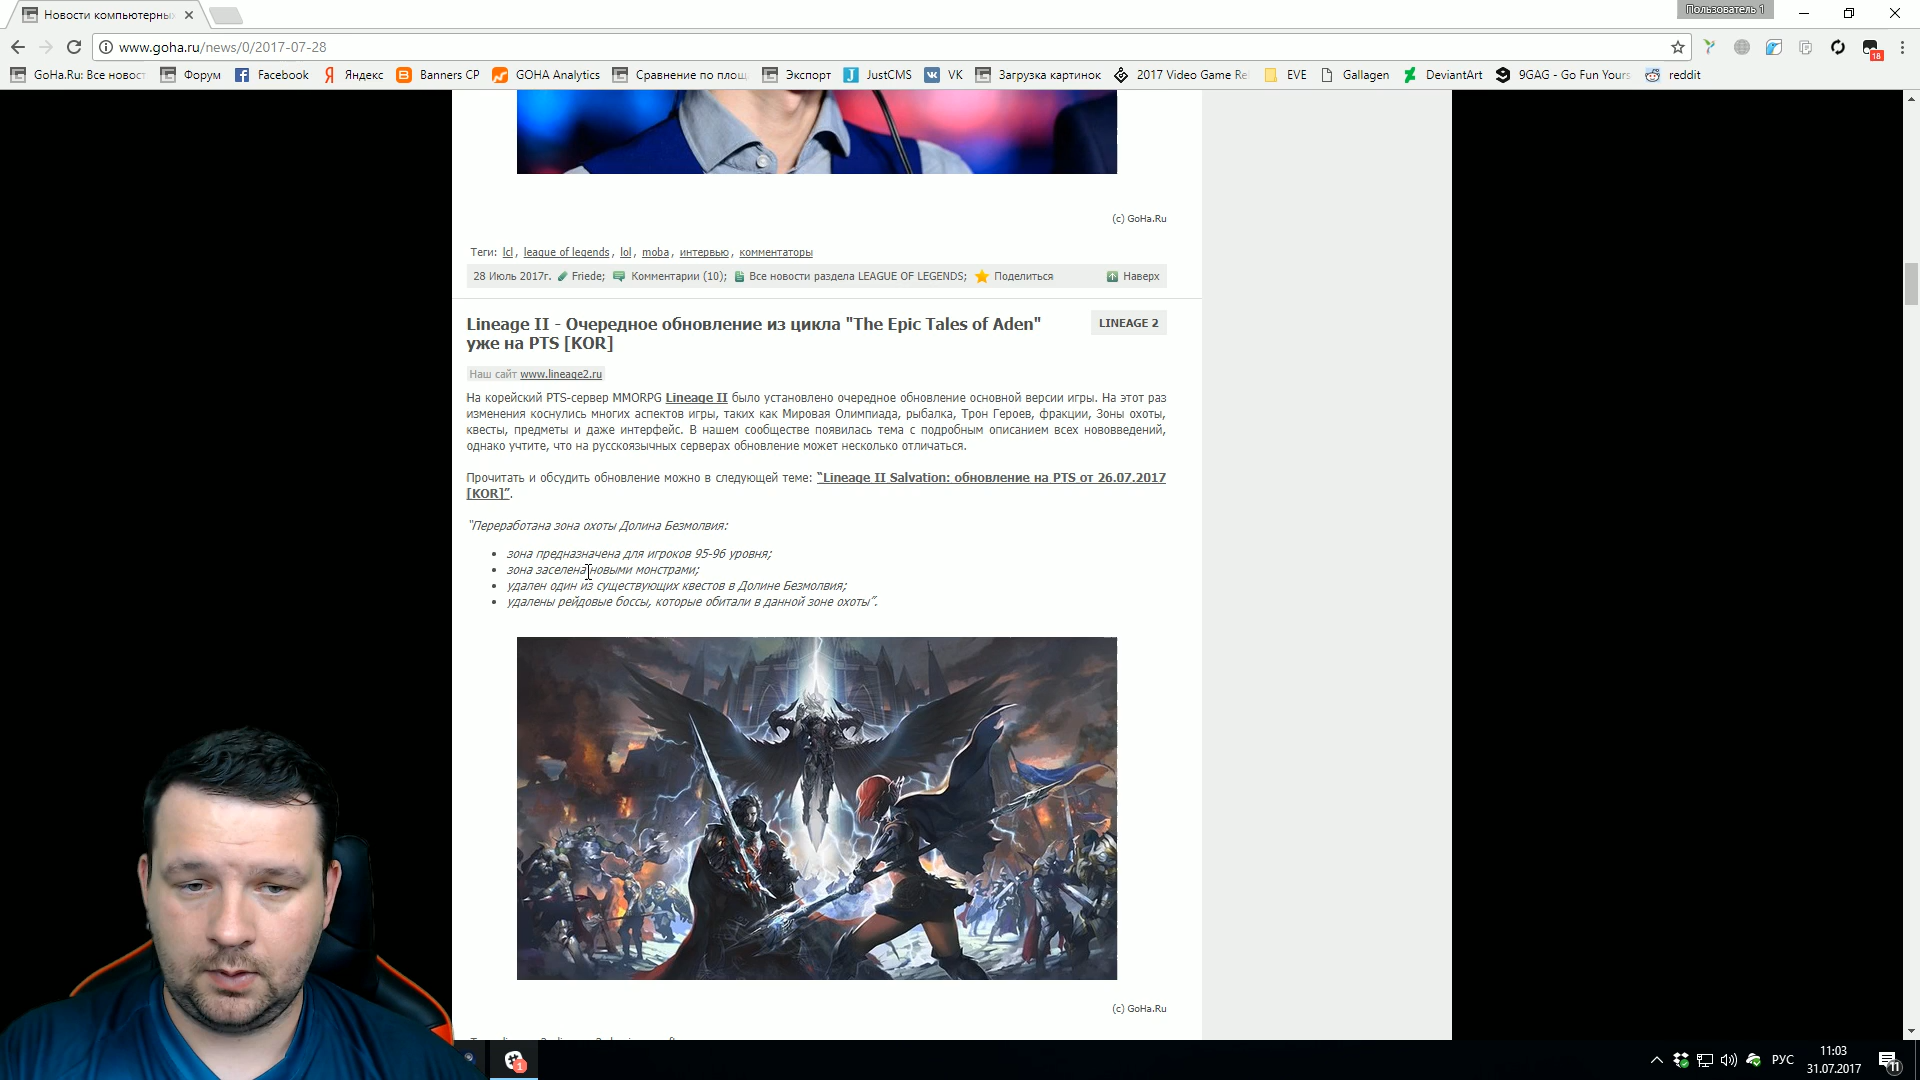 Новости компьютерны
Пользователь 1
www.goha.ru/news/0/2017-07-28
18
GoHa.Ru: Все новост
Форум
Facebook
Яндекс
Banners CP
GOHA Analytics
Сравнение по площ
Экспорт
JustCMS
VK
Загрузка картинок
2017 Video Game Re
EVE
Gallagen
DeviantArt
9GAG - Go Fun Yours
reddit
(c) GoHa.Ru
Теги: lcl, league of legends, lol, moba, интервью, комментаторы
28 Июль 2017г. Friede; Комментарии (10); Все новости раздела LEAGUE OF LEGENDS; Поделиться Наверх
Lineage II - Очередное обновление из цикла "The Epic Tales of Aden"
уже на PTS [KOR]
LINEAGE 2
Наш сайт www.lineage2.ru
На корейский PTS-сервер MMORPG Lineage II было установлено очередное обновление основной версии игры. На этот раз
изменения коснулись многих аспектов игры, таких как Мировая Олимпиада, рыбалка, Трон Героев, фракции, Зоны охоты,
квесты, предметы и даже интерфейс. В нашем сообществе появилась тема с подробным описанием всех нововведений,
однако учтите, что на русскоязычных серверах обновление может несколько отличаться.
Прочитать и обсудить обновление можно в следующей теме: “Lineage II Salvation: обновление на PTS от 26.07.2017
[KOR]”.
"Переработана зона охоты Долина Безмолвия:
зона предназначена для игроков 95-96 уровня;
зона заселена новыми монстрами;
удален один из существующих квестов в Долине Безмолвия;
удалены рейдовые боссы, которые обитали в данной зоне охоты”.
(c) GoHa.Ru
1
РУС
11:03
31.07.2017
11